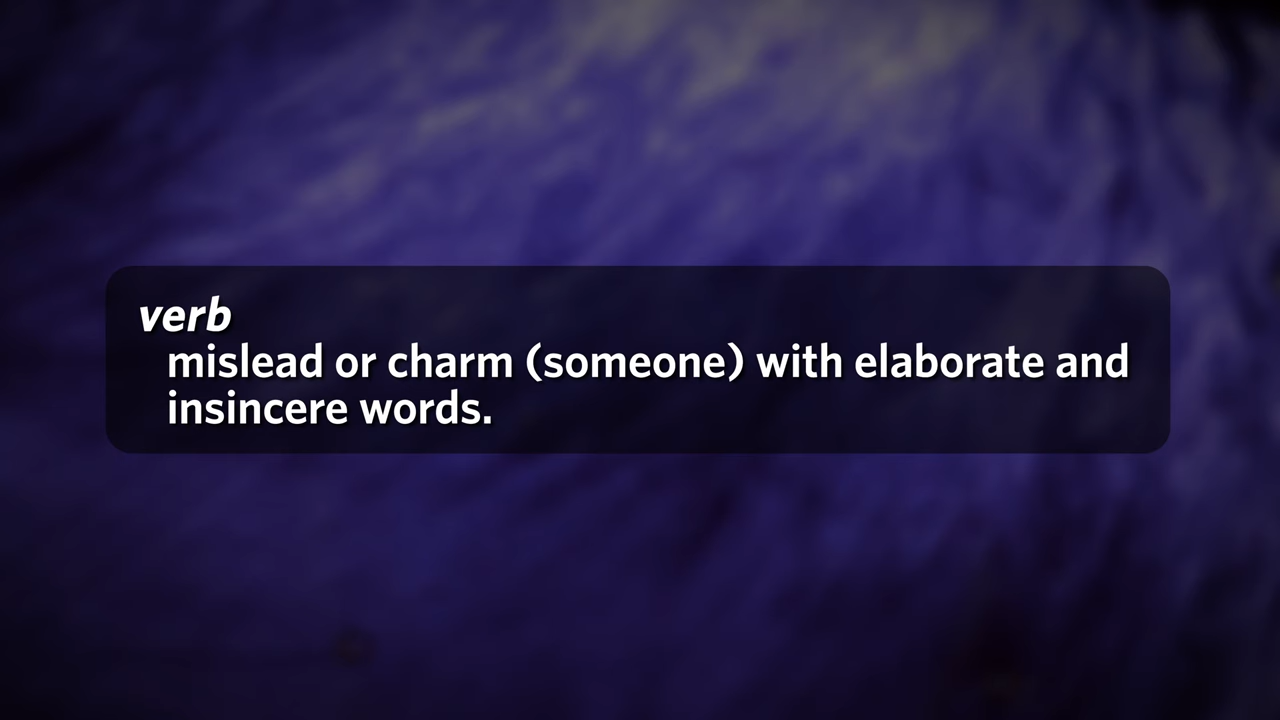 verb
mislead or charm (someone) with elaborate and
insincere words.